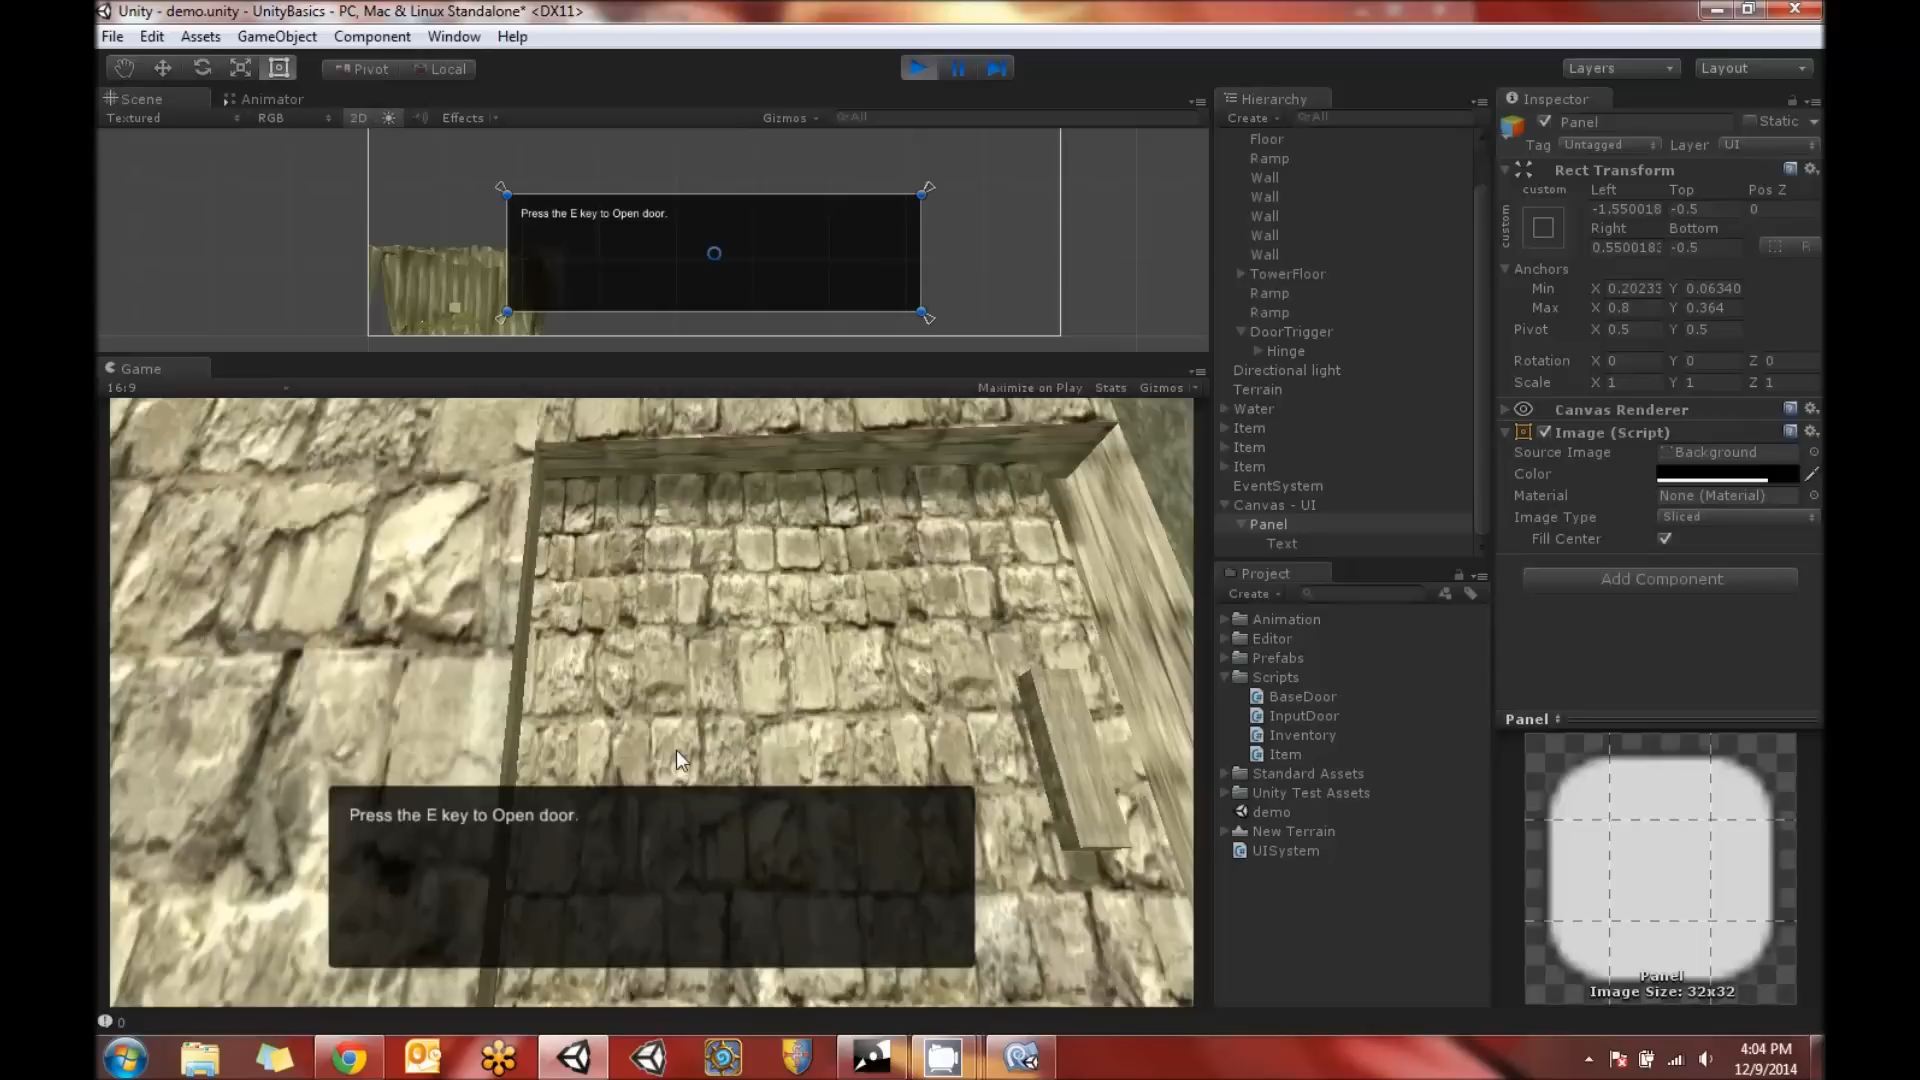 Unity - demo.unity - UnityBasics - PC, Mac & Linux Standalone* <DX11>
File Edit Assets GameObject Component Window Help
Pivot Local Layers Layout
Scene Animator
Textured RGB 2D Effects Gizmos All
Press the E key to Open door.
Game
16:9 Maximize on Play Stats Gizmos
Press the E key to Open door.
0
Hierarchy
Create All
Floor
Ramp
Wall
Wall
Wall
Wall
Wall
TowerFloor
Ramp
Ramp
DoorTrigger
Hinge
Directional light
Terrain
Water
Item
Item
Item
EventSystem
Canvas - UI
Panel
Text
Project
Create
Animation
Editor
Prefabs
Scripts
BaseDoor
InputDoor
Inventory
Item
Standard Assets
Unity Test Assets
demo
New Terrain
UISystem
Inspector
Panel Static
Tag Untagged Layer UI
Rect Transform
custom Left Top Pos Z
custom
-1.550018 -0.5 0
Right Bottom
0.550018 -0.5 R
Anchors
Min X 0.20233 Y 0.06340
Max X 0.8 Y 0.364
Pivot X 0.5 Y 0.5
Rotation X 0 Y 0 Z 0
Scale X 1 Y 1 Z 1
Canvas Renderer
Image (Script)
Source Image Background
Color
Material None (Material)
Image Type Sliced
Fill Center
Add Component
Panel
Panel
Image Size: 32x32
4:04 PM
12/9/2014